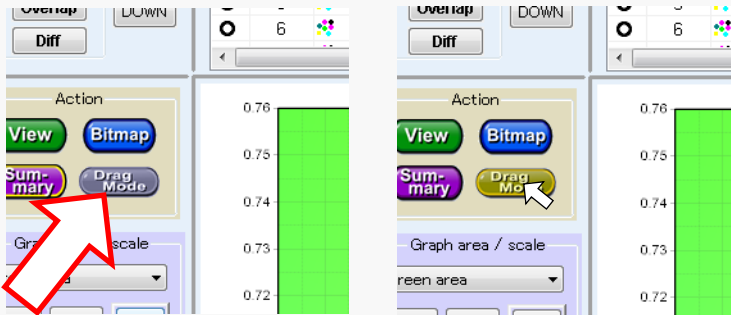 Overlap
DOWN
6
Diff
Action
View
Bitmap
Sum-
mary
Drag
Mode
scale
0.76
0.75
0.74
0.73
0.72
Overlap
DOWN
6
Diff
Action
View
Bitmap
Sum-
mary
Drag
Graph area / scale
reen area
0.76
0.75
0.74
0.73
0.72